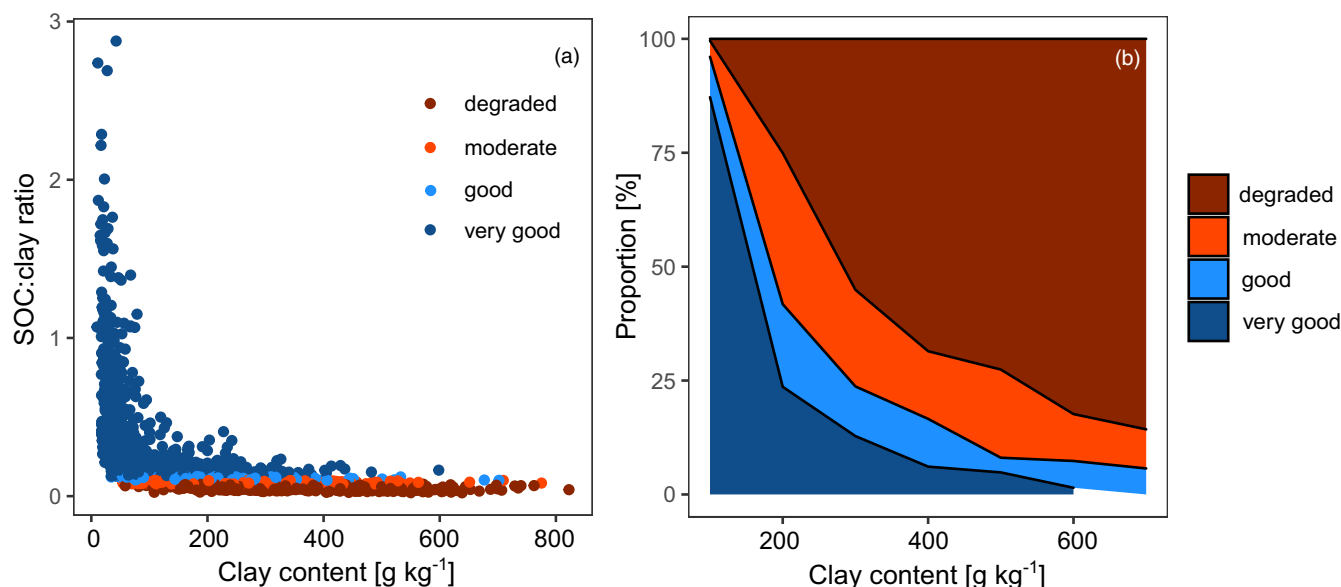 (a)
SOC:clay ratio
3
2
1
0
degraded
moderate
good
very good
0
200
400
600
800
Clay content [g kg⁻¹]
(b)
Proportion [%]
100
75
50
25
0
200
400
600
Clay content [g kg⁻¹]
degraded
moderate
good
very good